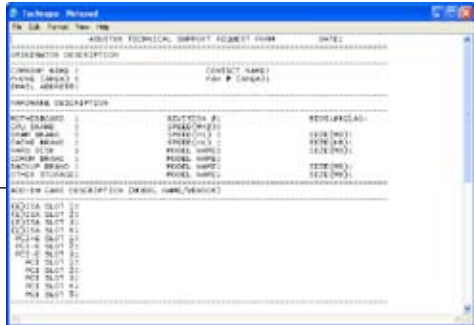 File Edit Format View Help
ASUSTEK TECHNICAL SUPPORT REQUEST FORM DATE:
ORIGINATOR DESCRIPTION
COMPANY NAME : CONTACT NAME:
PHONE (AREA) : FAX # (AREA):
EMAIL ADDRESS:
HARDWARE DESCRIPTION
MOTHERBOARD : REVISION #:
CPU BRAND : SPEED(MHZ):
DRAM BRAND : SPEED(NS) : SIZE(MB):
CACHE BRAND : SPEED(NS) : SIZE(KB):
HARD DISK : MODEL NAME: SIZE(MB):
CDROM BRAND : MODEL NAME:
BACKUP BRAND : MODEL NAME: SIZE(MB):
OTHER STORAGE: MODEL NAME: SIZE(MB):
ADD-IN CARD DESCRIPTION (MODEL NAME/VENDOR)
(E)ISA SLOT 1:
(E)ISA SLOT 2:
(E)ISA SLOT 3:
(E)ISA SLOT 4:
PCI-E SLOT 1:
PCI-E SLOT 2:
PCI-E SLOT 3:
PCI SLOT 1:
PCI SLOT 2:
PCI SLOT 3:
PCI SLOT 4:
PCI SLOT 5: